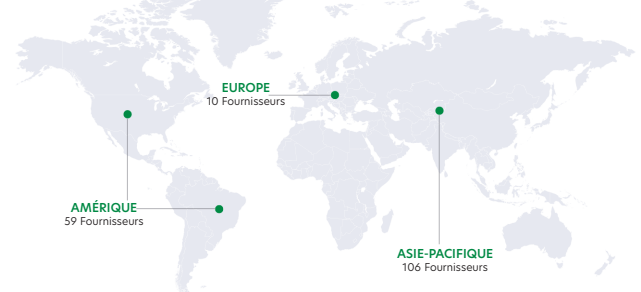 EUROPE
10 Fournisseurs
AMÉRIQUE
59 Fournisseurs
ASIE-PACIFIQUE
106 Fournisseurs